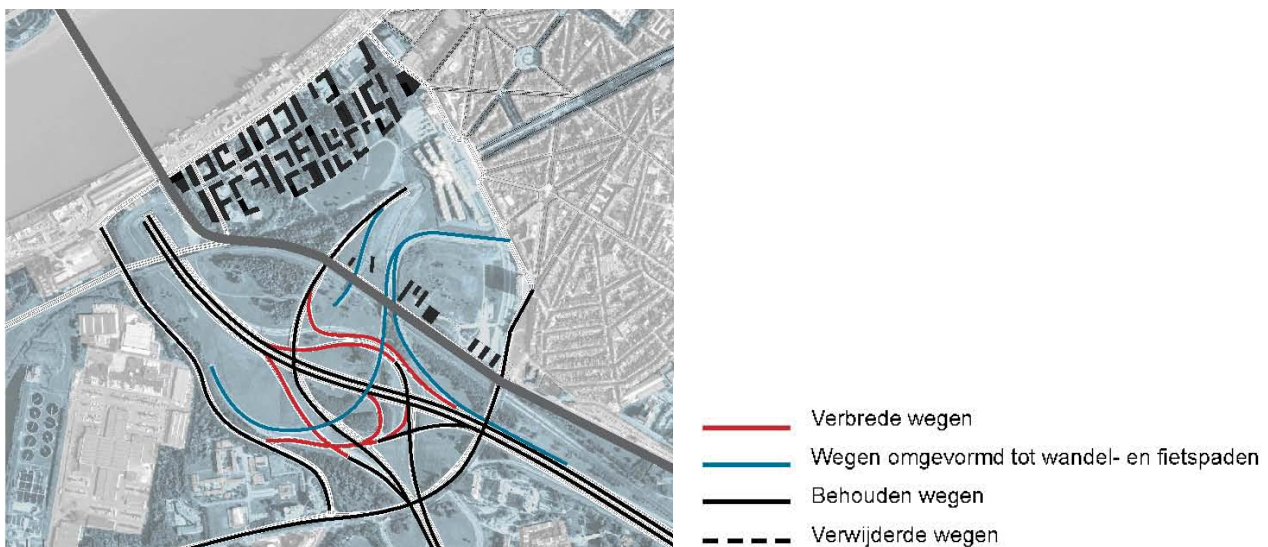 Verbrede wegen
Wegen omgevormd tot wandel- en fietspaden
Behouden wegen
Verwijderde wegen